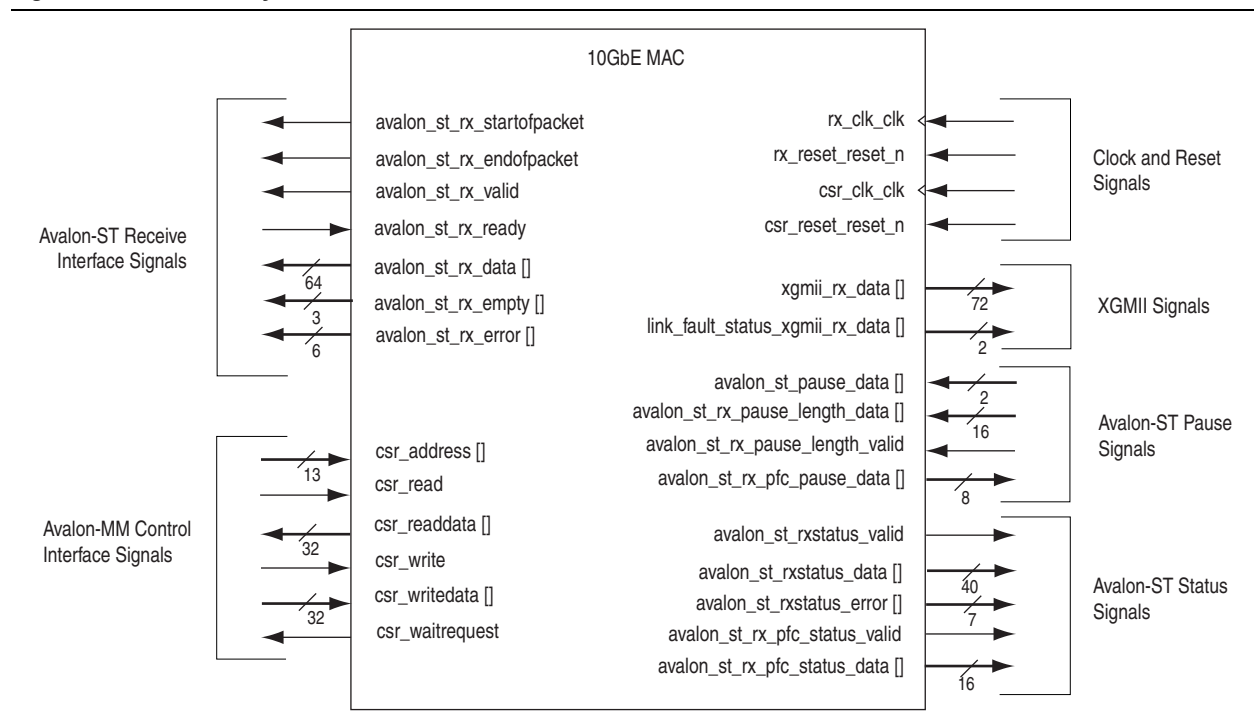 10GbE MAC
Avalon-ST Receive
Interface Signals
avalon_st_rx_startofpacket
avalon_st_rx_endofpacket
avalon_st_rx_valid
avalon_st_rx_ready
avalon_st_rx_data []
64
avalon_st_rx_empty []
3
avalon_st_rx_error []
6
Avalon-MM Control
Interface Signals
csr_address []
13
csr_read
csr_readdata []
32
csr_write
csr_writedata []
32
csr_waitrequest
rx_clk_clk
rx_reset_reset_n
csr_clk_clk
csr_reset_reset_n
Clock and Reset
Signals
xgmii_rx_data []
72
link_fault_status_xgmii_rx_data []
2
XGMII Signals
avalon_st_pause_data []
2
avalon_st_rx_pause_length_data []
16
avalon_st_rx_pause_length_valid
avalon_st_rx_pfc_pause_data []
8
Avalon-ST Pause
Signals
avalon_st_rxstatus_valid
avalon_st_rxstatus_data []
40
avalon_st_rxstatus_error []
7
avalon_st_rx_pfc_status_valid
avalon_st_rx_pfc_status_data []
16
Avalon-ST Status
Signals